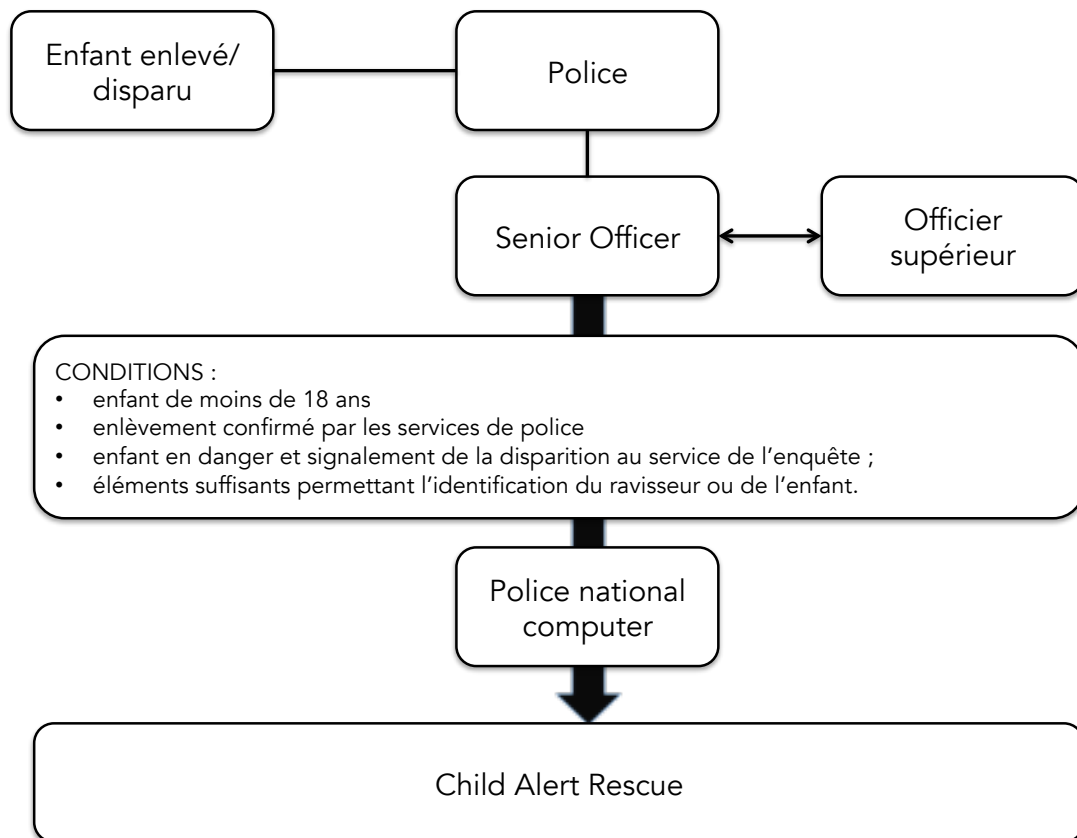 Enfant enlevé/
disparu
Police
Senior Officer
Officier
supérieur
CONDITIONS :
• enfant de moins de 18 ans
• enlèvement confirmé par les services de police
• enfant en danger et signalement de la disparition au service de l’enquête ;
• éléments suffisants permettant l’identification du ravisseur ou de l’enfant.
Police national
computer
Child Alert Rescue